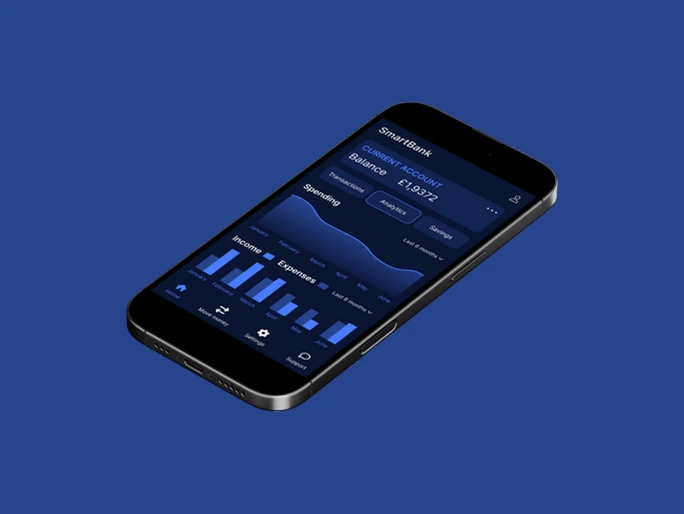 SmartBank
CURRENT ACCOUNT
Balance £1,9372
Transactions Analytics Savings
Spending
Last 6 months
January February March April May June
Income Expenses
Last 6 months
January February March April May June
Home Move money Settings Support